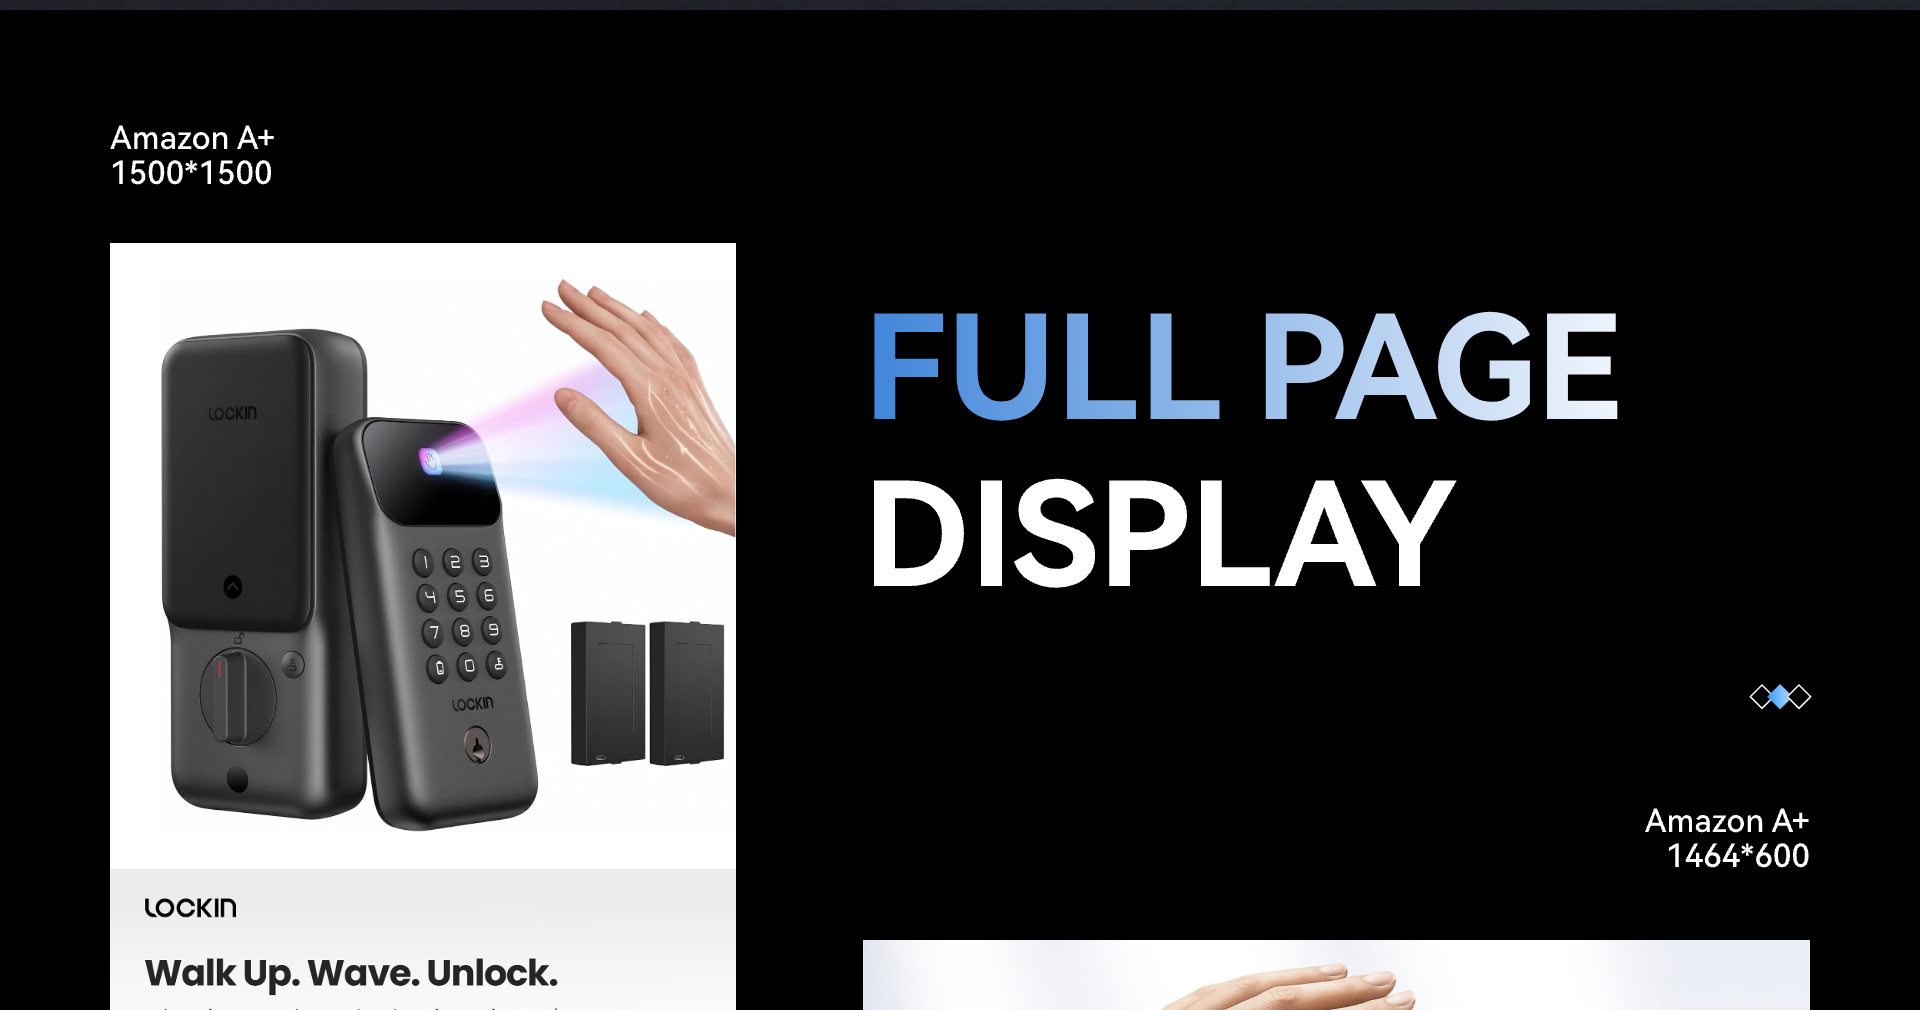 Amazon A+
1500*1500
LOCKIN
1 2 3
4 5 6
7 8 9
0
LOCKIN
FULL PAGE
DISPLAY
Amazon A+
1464*600
LOCKIN
Walk Up. Wave. Unlock.